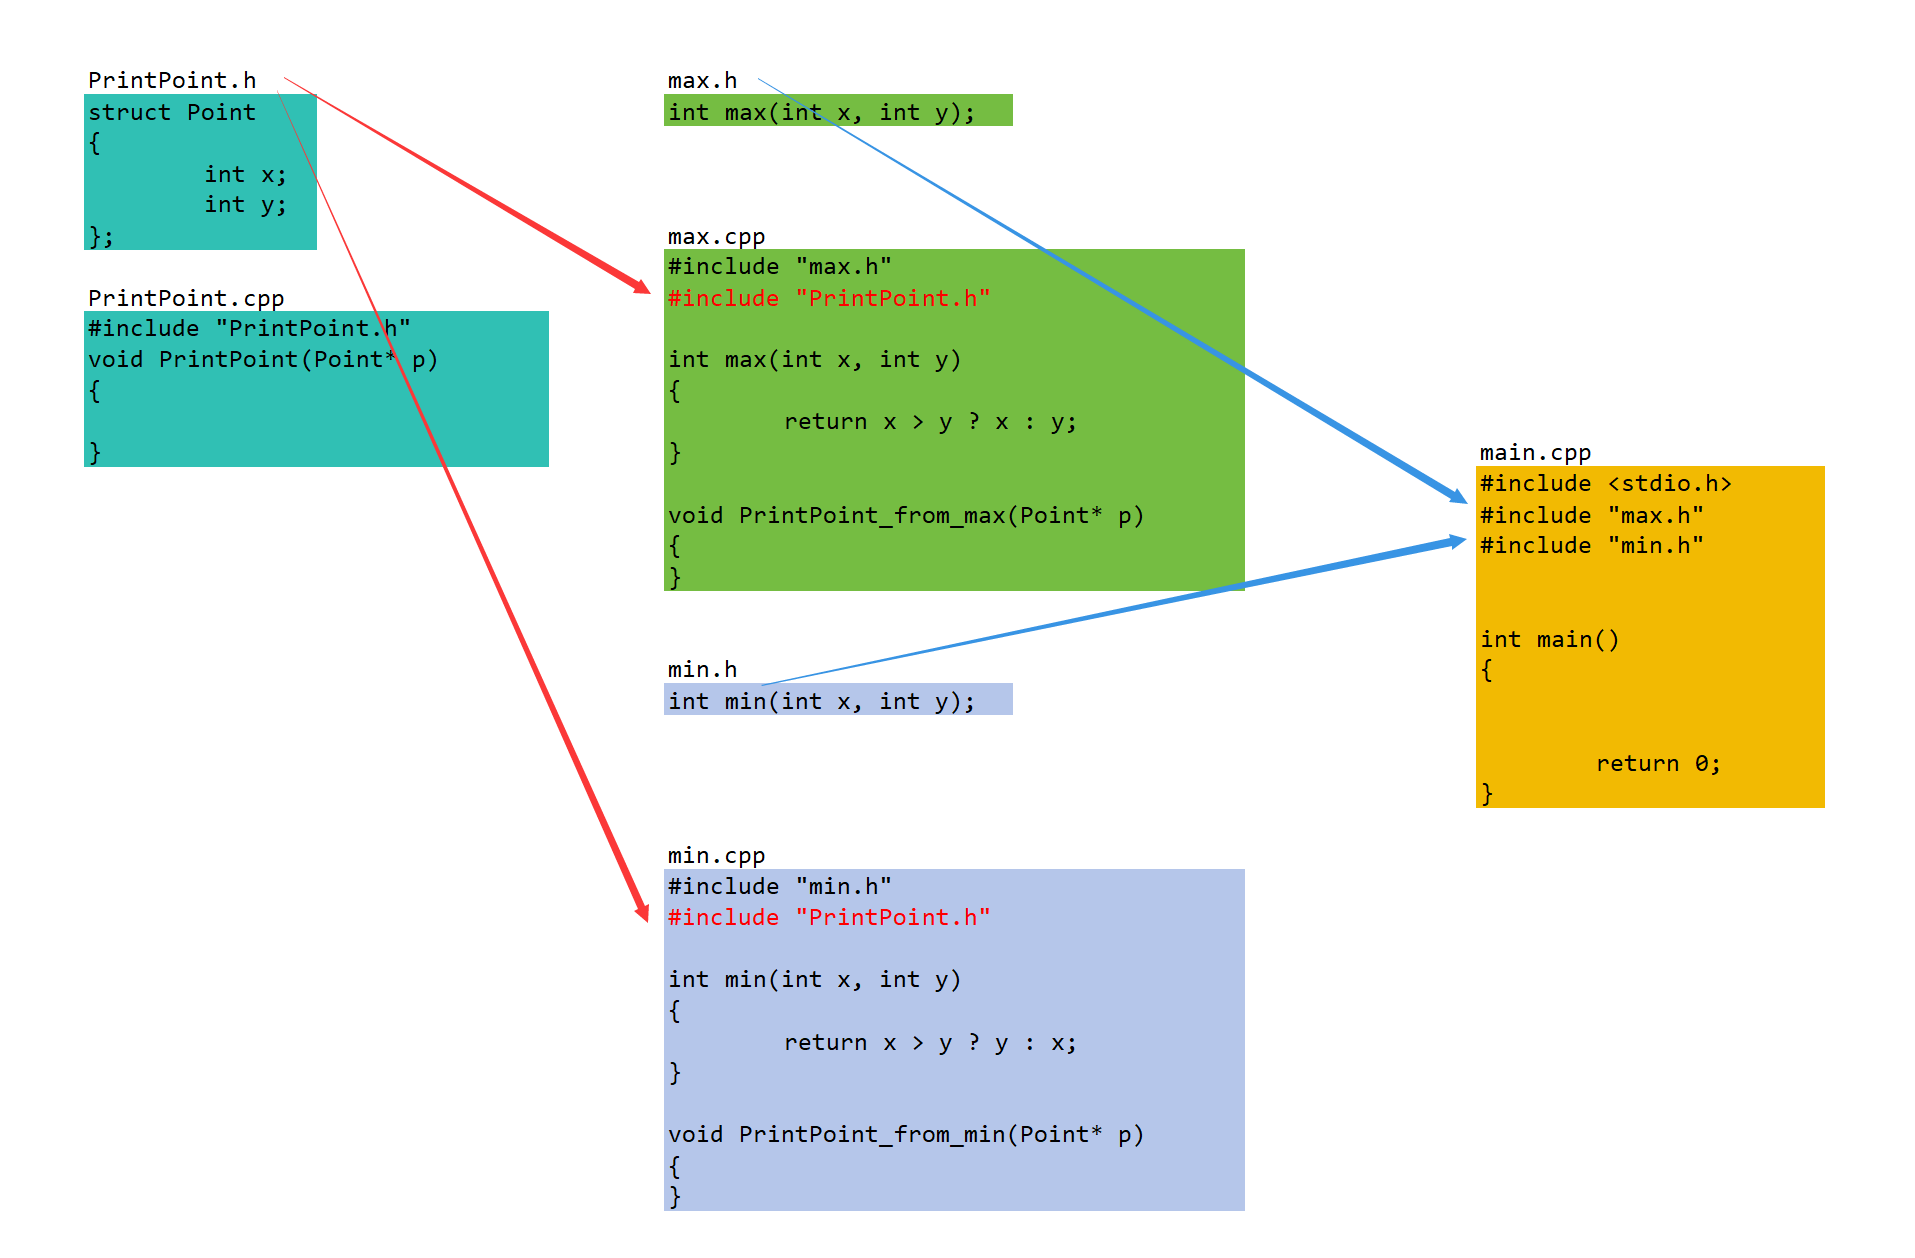 PrintPoint.h
struct Point
{
int x;
int y;
};
PrintPoint.cpp
#include "PrintPoint.h"
void PrintPoint(Point* p)
{
}
max.h
int max(int x, int y);
max.cpp
#include "max.h"
#include "PrintPoint.h"
int max(int x, int y)
{
return x > y ? x : y;
}
void PrintPoint_from_max(Point* p)
{
}
min.h
int min(int x, int y);
min.cpp
#include "min.h"
#include "PrintPoint.h"
int min(int x, int y)
{
return x > y ? y : x;
}
void PrintPoint_from_min(Point* p)
{
}
main.cpp
#include <stdio.h>
#include "max.h"
#include "min.h"
int main()
{
return 0;
}